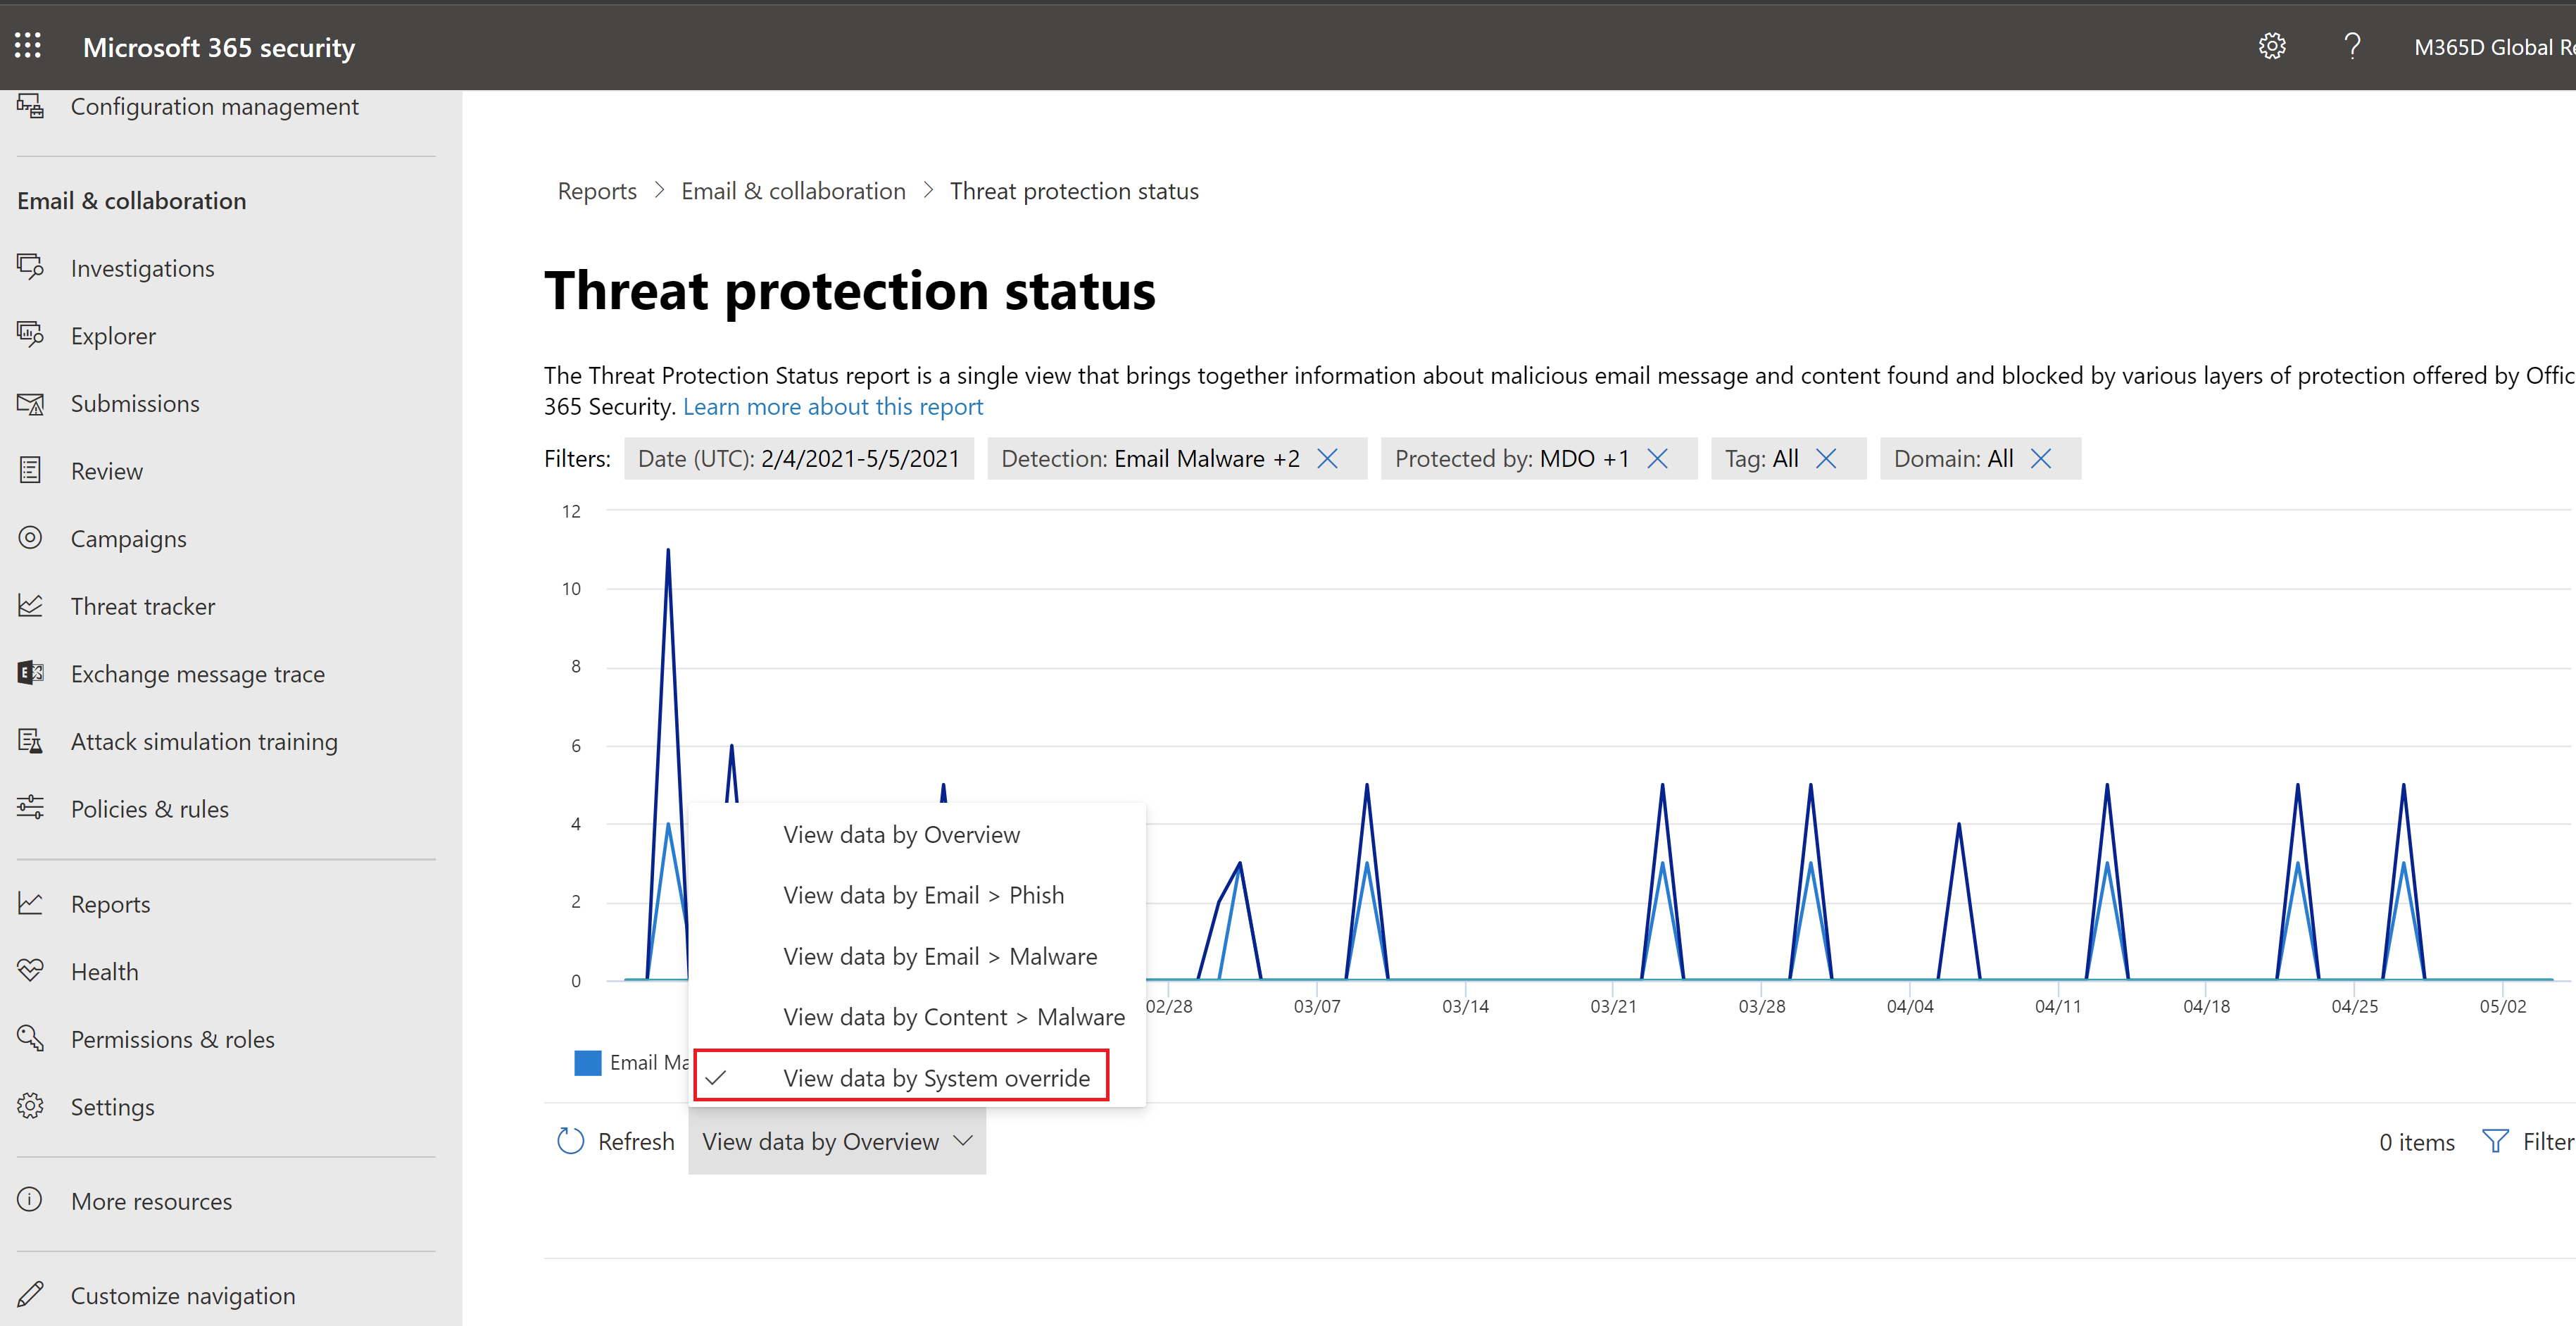 Microsoft 365 security
M365D Global Re
Configuration management
Email & collaboration
Investigations
Explorer
Submissions
Review
Campaigns
Threat tracker
Exchange message trace
Attack simulation training
Policies & rules
Reports
Health
Permissions & roles
Settings
More resources
Customize navigation
Reports > Email & collaboration > Threat protection status
Threat protection status
The Threat Protection Status report is a single view that brings together information about malicious email message and content found and blocked by various layers of protection offered by Offic
365 Security. Learn more about this report
Filters: Date (UTC): 2/4/2021-5/5/2021 Detection: Email Malware +2 Protected by: MDO +1 Tag: All Domain: All
12
10
8
6
4
2
0
02/28 03/07 03/14 03/21 03/28 04/04 04/11 04/18 04/25 05/02
View data by Overview
View data by Email > Phish
View data by Email > Malware
View data by Content > Malware
View data by System override
Email Ma
Refresh View data by Overview 0 items Filter